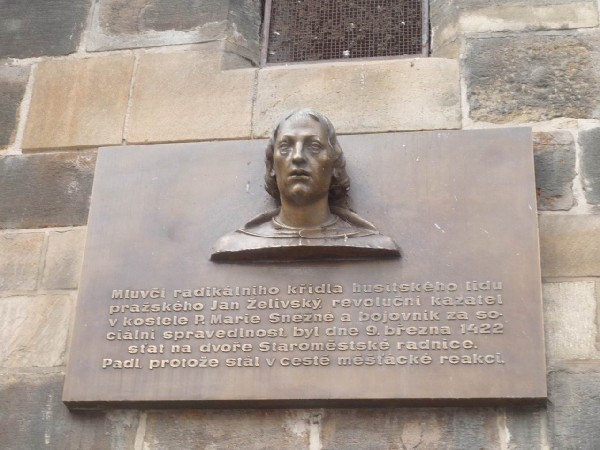 Mluvčí radikálního křídla husitského lidu
pražského Jan Želivský, revoluční kazatel
v kostele P. Marie Sněžné a bojovník za so-
ciální spravedlnost, byl dne 9. března 1422
sťat na dvoře Staroměstské radnice.
Padl, protože stál v cestě měšťácké reakci.